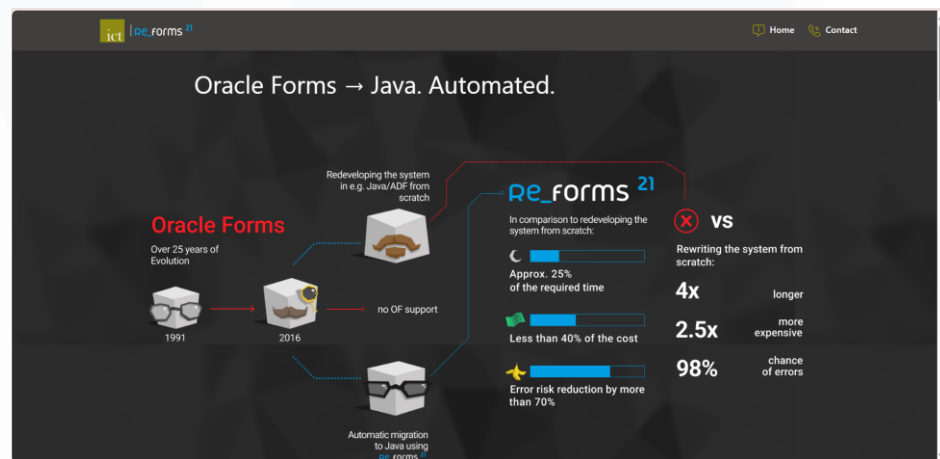 ict Re_forms 21
Home
Contact
Oracle Forms → Java. Automated.
Redeveloping the system
in e.g. Java/ADF from
scratch
Oracle Forms
Over 25 years of
Evolution
1991
2016
no OF support
Automatic migration
to Java using
Re_forms 21
Re_forms 21
In comparison to redeveloping the
system from scratch:
Approx. 25%
of the required time
Less than 40% of the cost
Error risk reduction by more
than 70%
VS
Rewriting the system from
scratch:
4x longer
2.5x more
expensive
98% chance
of errors